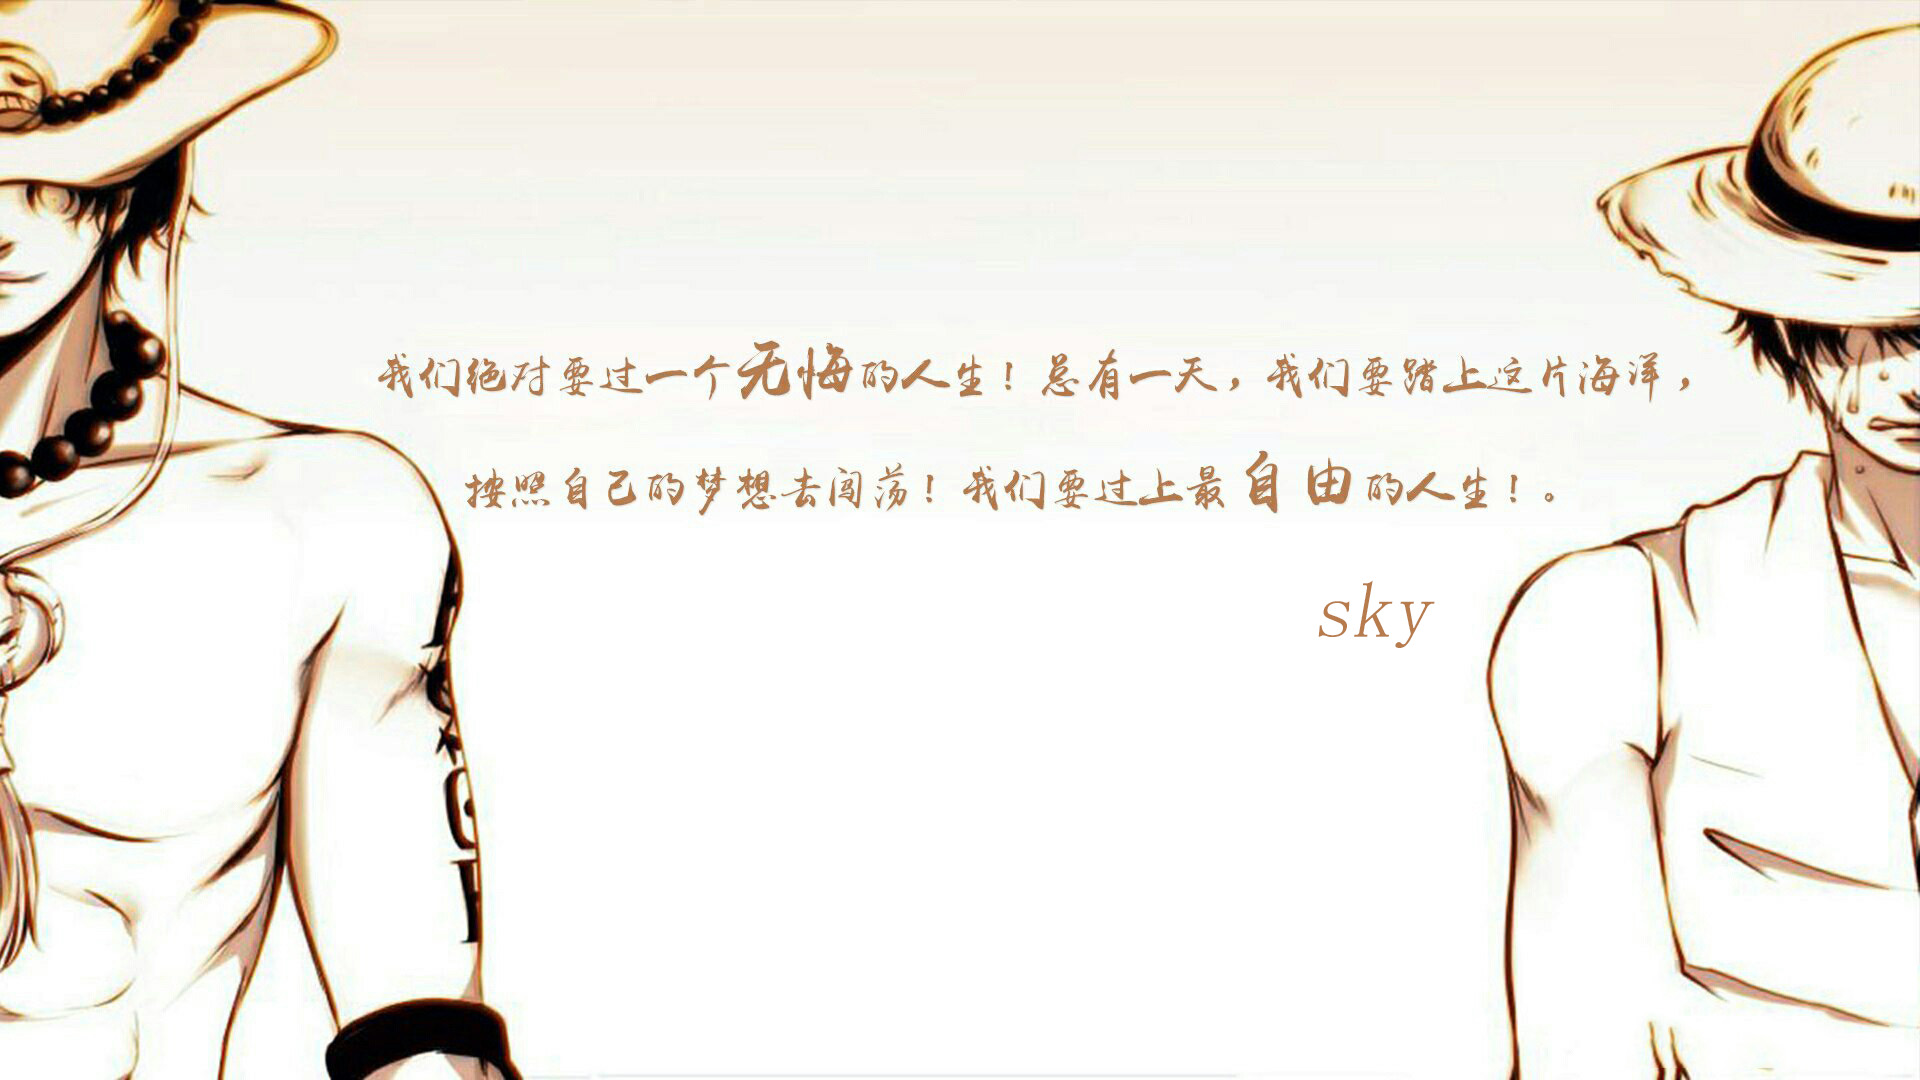 我们绝对要过一个无悔的人生！总有一天，我们要踏上这片海洋，
按照自己的梦想去闯荡！我们要过上最自由的人生！。
sky